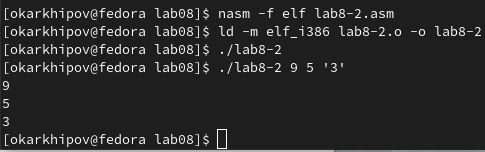 [okarkhipov@fedora lab08]$ nasm -f elf lab8-2.asm
[okarkhipov@fedora lab08]$ ld -m elf_i386 lab8-2.o -o lab8-2
[okarkhipov@fedora lab08]$ ./lab8-2
[okarkhipov@fedora lab08]$ ./lab8-2 9 5 '3'
9
5
3
[okarkhipov@fedora lab08]$